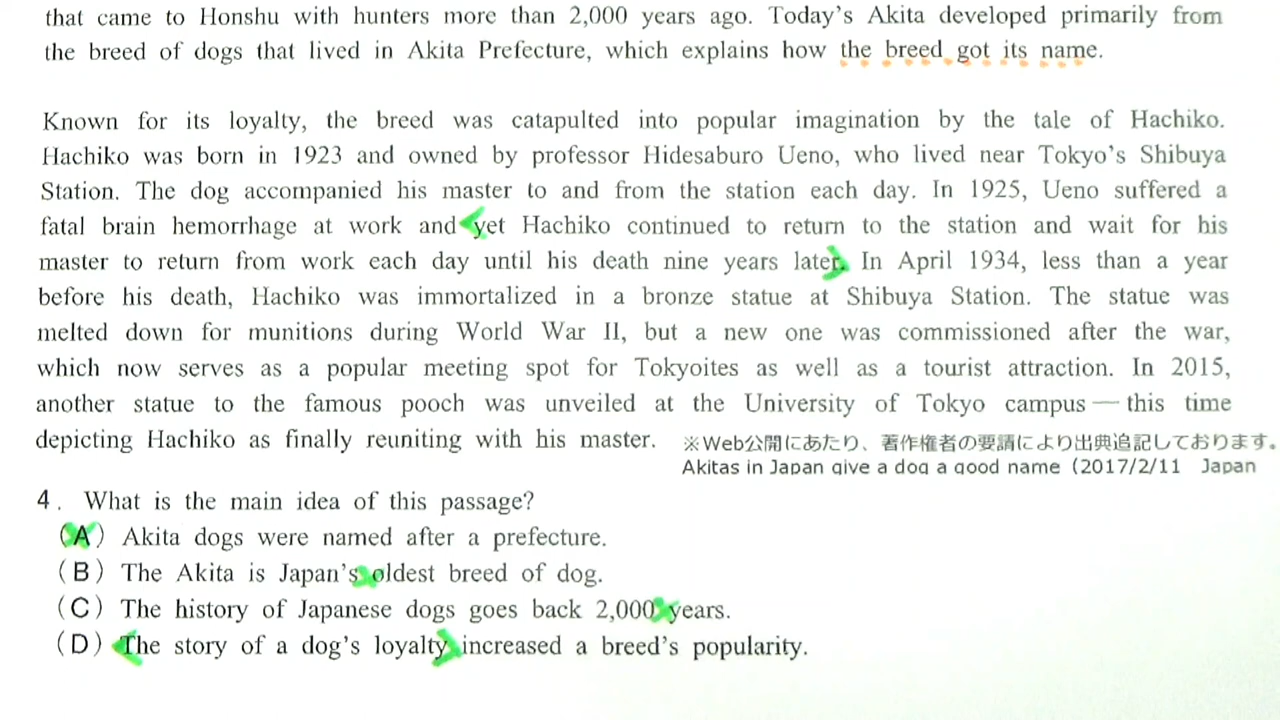 that came to Honshu with hunters more than 2,000 years ago. Today's Akita developed primarily from
the breed of dogs that lived in Akita Prefecture, which explains how the breed got its name.
Known for its loyalty, the breed was catapulted into popular imagination by the tale of Hachiko.
Hachiko was born in 1923 and owned by professor Hidesaburo Ueno, who lived near Tokyo's Shibuya
Station. The dog accompanied his master to and from the station each day. In 1925, Ueno suffered a
fatal brain hemorrhage at work and yet Hachiko continued to return to the station and wait for his
master to return from work each day until his death nine years later. In April 1934, less than a year
before his death, Hachiko was immortalized in a bronze statue at Shibuya Station. The statue was
melted down for munitions during World War II, but a new one was commissioned after the war,
which now serves as a popular meeting spot for Tokyoites as well as a tourist attraction. In 2015,
another statue to the famous pooch was unveiled at the University of Tokyo campus — this time
depicting Hachiko as finally reuniting with his master.
※Web公開にあたり、著作権者の要請により出典追記しております。
Akitas in Japan give a dog a good name (2017/2/11 Japan
4. What is the main idea of this passage?
(A) Akita dogs were named after a prefecture.
(B) The Akita is Japan's oldest breed of dog.
(C) The history of Japanese dogs goes back 2,000 years.
(D) The story of a dog's loyalty increased a breed's popularity.